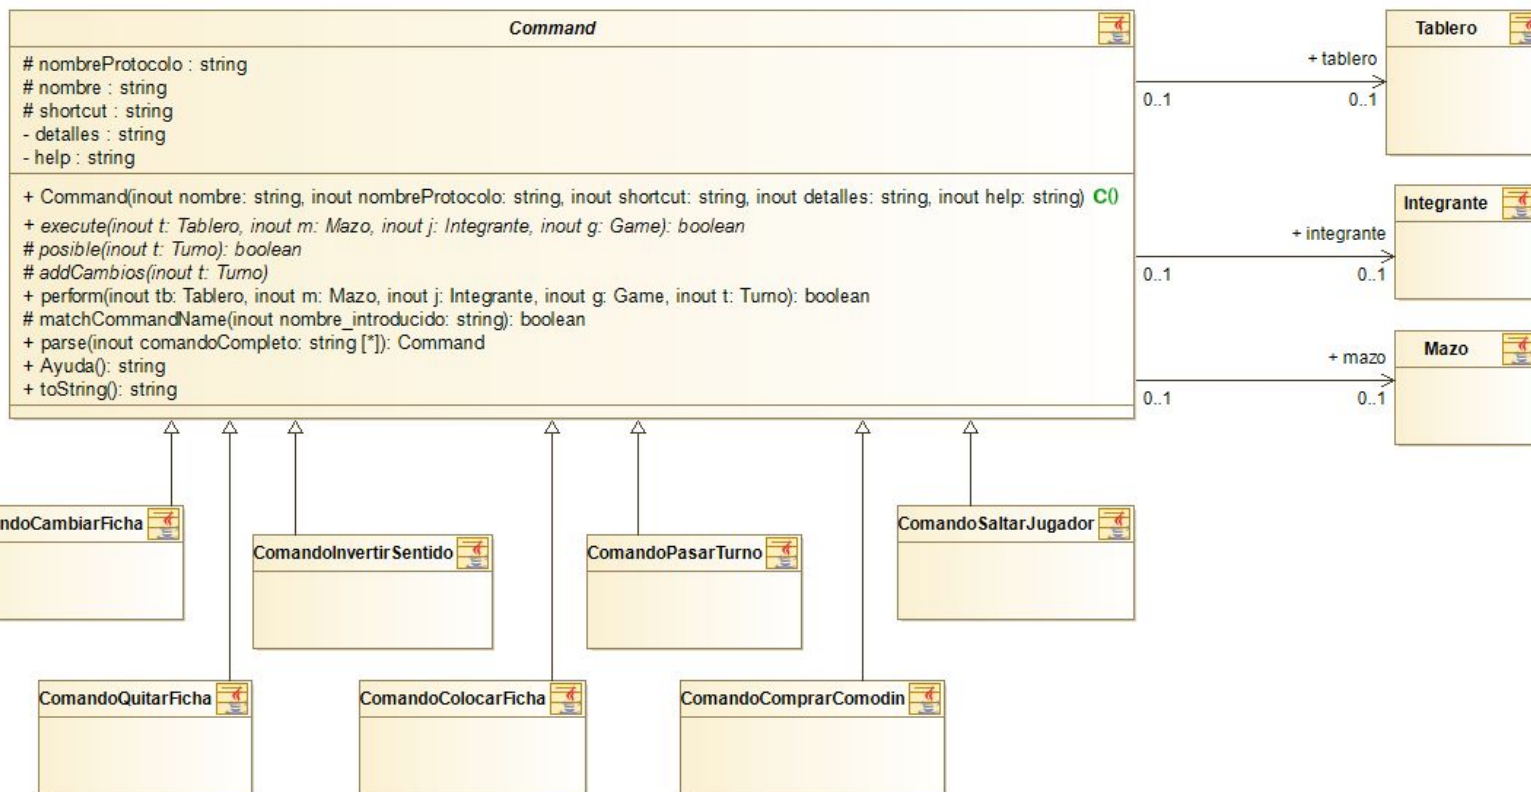 Command
# nombreProtocolo : string
# nombre : string
# shortcut : string
- detalles : string
- help : string
+ Command(inout nombre: string, inout nombreProtocolo: string, inout shortcut: string, inout detalles: string, inout help: string) C()
+ execute(inout t: Tablero, inout m: Mazo, inout j: Integrante, inout g: Game): boolean
# posible(inout t: Turno): boolean
# addCambios(inout t: Turno)
+ perform(inout tb: Tablero, inout m: Mazo, inout j: Integrante, inout g: Game, inout t: Turno): boolean
# matchCommandName(inout nombre_introducido: string): boolean
+ parse(inout comandoCompleto: string [*]): Command
+ Ayuda(): string
+ toString(): string
Tablero
+ tablero
0..1
0..1
Integrante
+ integrante
0..1
0..1
Mazo
+ mazo
0..1
0..1
ndoCambiarFicha
ComandoInvertirSentido
ComandoPasarTurno
ComandoSaltarJugador
ComandoQuitarFicha
ComandoColocarFicha
ComandoComprarComodin